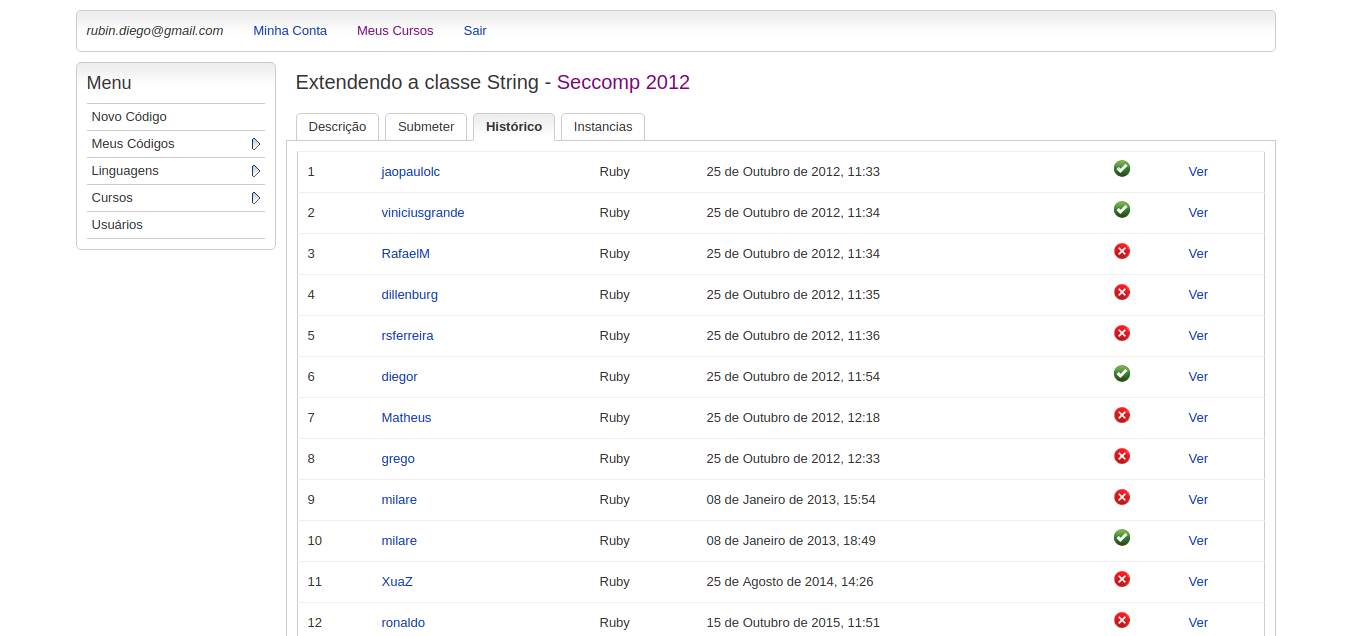 rubin.diego@gmail.com Minha Conta Meus Cursos Sair
Menu
Novo Código
Meus Códigos
Linguagens
Cursos
Usuários
Extendendo a classe String - Seccomp 2012
Descrição Submeter Histórico Instancias
1 jaopaulolc Ruby 25 de Outubro de 2012, 11:33 Ver
2 viniciusgrande Ruby 25 de Outubro de 2012, 11:34 Ver
3 RafaelM Ruby 25 de Outubro de 2012, 11:34 Ver
4 dillenburg Ruby 25 de Outubro de 2012, 11:35 Ver
5 rsferreira Ruby 25 de Outubro de 2012, 11:36 Ver
6 diegor Ruby 25 de Outubro de 2012, 11:54 Ver
7 Matheus Ruby 25 de Outubro de 2012, 12:18 Ver
8 grego Ruby 25 de Outubro de 2012, 12:33 Ver
9 milare Ruby 08 de Janeiro de 2013, 15:54 Ver
10 milare Ruby 08 de Janeiro de 2013, 18:49 Ver
11 XuaZ Ruby 25 de Agosto de 2014, 14:26 Ver
12 ronaldo Ruby 15 de Outubro de 2015, 11:51 Ver